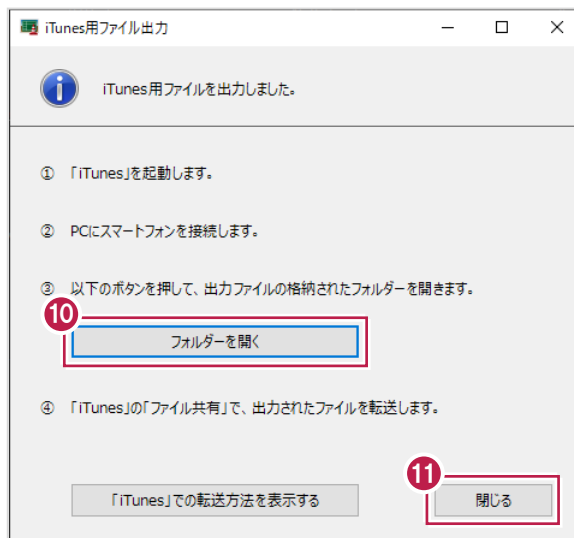 iTunes用ファイル出力
iTunes用ファイルを出力しました。
① 「iTunes」を起動します。
② PCにスマートフォンを接続します。
③ 以下のボタンを押して、出力ファイルの格納されたフォルダーを開きます。
10
フォルダーを開く
④ 「iTunes」の「ファイル共有」で、出力されたファイルを転送します。
11
「iTunes」での転送方法を表示する 閉じる